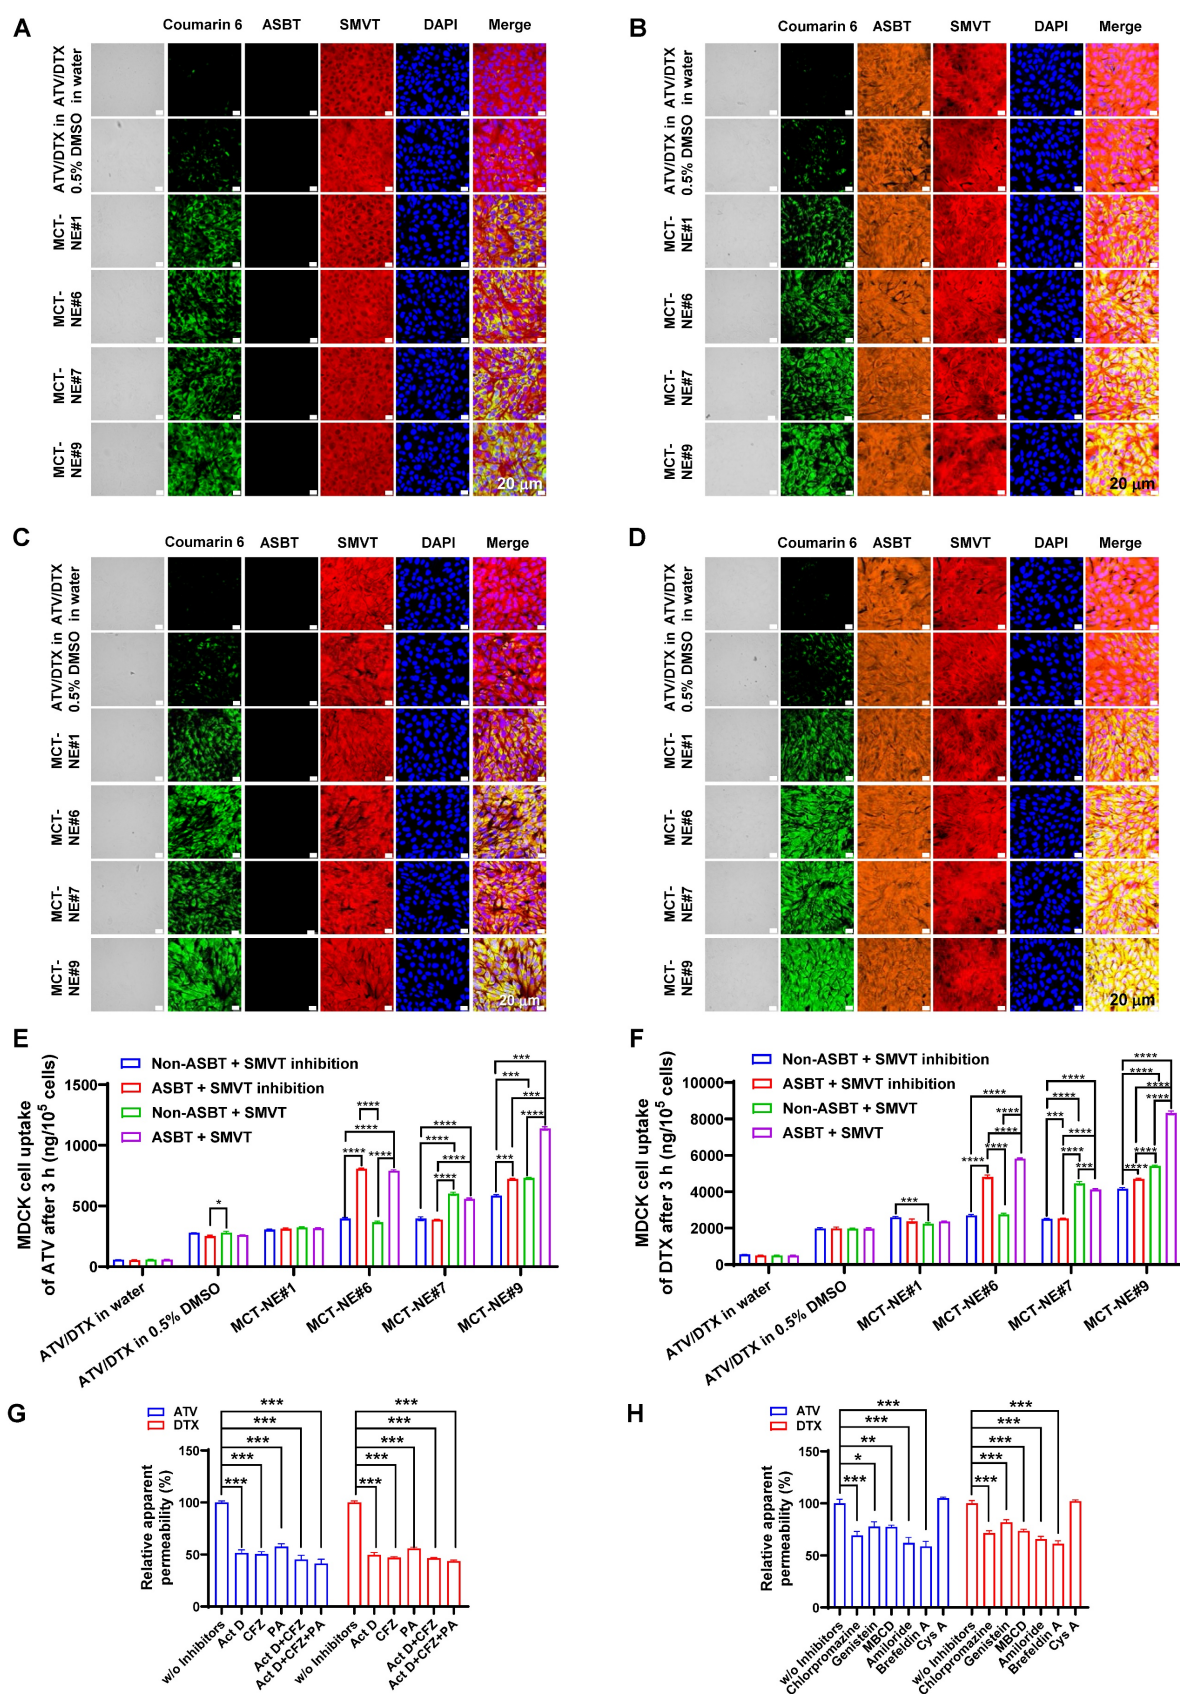 A
Coumarin 6 ASBT SMVT DAPI Merge
ATV/DTX
in water
ATV/DTX in
0.5% DMSO
MCT-
NE#1
MCT-
NE#6
MCT-
NE#7
MCT-
NE#9
20 μm
B
Coumarin 6 ASBT SMVT DAPI Merge
ATV/DTX
in water
ATV/DTX in
0.5% DMSO
MCT-
NE#1
MCT-
NE#6
MCT-
NE#7
MCT-
NE#9
20 μm
C
Coumarin 6 ASBT SMVT DAPI Merge
ATV/DTX
in water
ATV/DTX in
0.5% DMSO
MCT-
NE#1
MCT-
NE#6
MCT-
NE#7
MCT-
NE#9
20 μm
D
Coumarin 6 ASBT SMVT DAPI Merge
ATV/DTX
in water
ATV/DTX in
0.5% DMSO
MCT-
NE#1
MCT-
NE#6
MCT-
NE#7
MCT-
NE#9
20 μm
E
MDCK cell uptake
of ATV after 3 h (ng/10⁵ cells)
Non-ASBT + SMVT inhibition
ASBT + SMVT inhibition
Non-ASBT + SMVT
ASBT + SMVT
1500
1000
500
0
*
****
****
****
****
****
****
****
****
***
***
***
****
***
ATV/DTX in water
ATV/DTX in 0.5% DMSO
MCT-NE#1
MCT-NE#6
MCT-NE#7
MCT-NE#9
F
MDCK cell uptake
of DTX after 3 h (ng/10⁵ cells)
Non-ASBT + SMVT inhibition
ASBT + SMVT inhibition
Non-ASBT + SMVT
ASBT + SMVT
10000
8000
6000
4000
2000
0
***
****
****
****
****
****
****
****
***
****
****
***
****
****
****
****
****
****
ATV/DTX in water
ATV/DTX in 0.5% DMSO
MCT-NE#1
MCT-NE#6
MCT-NE#7
MCT-NE#9
G
ATV
DTX
Relative apparent
permeability (%)
150
100
50
0
***
***
***
***
***
***
***
***
***
***
w/o Inhibitors
Act D
CFZ
PA
Act D+CFZ
Act D+CFZ+PA
w/o Inhibitors
Act D
CFZ
PA
Act D+CFZ
Act D+CFZ+PA
H
ATV
DTX
Relative apparent
permeability (%)
150
100
50
0
***
***
**
*
***
***
***
***
***
***
w/o Inhibitors
Chlorpromazine
Genistein
MBCD
Amiloride
Brefeldin A
Cys A
w/o Inhibitors
Chlorpromazine
Genistein
MBCD
Amiloride
Brefeldin A
Cys A